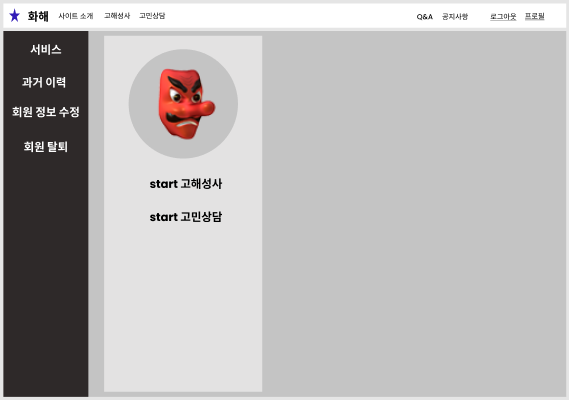 화해 사이트 소개 고해성사 고민상담 Q&A 공지사항 로그아웃 프로필
서비스
과거 이력
회원 정보 수정
회원 탈퇴
start 고해성사
start 고민상담